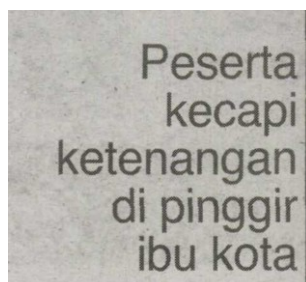 Peserta
kecapi
ketenangan
di pinggir
ibu kota